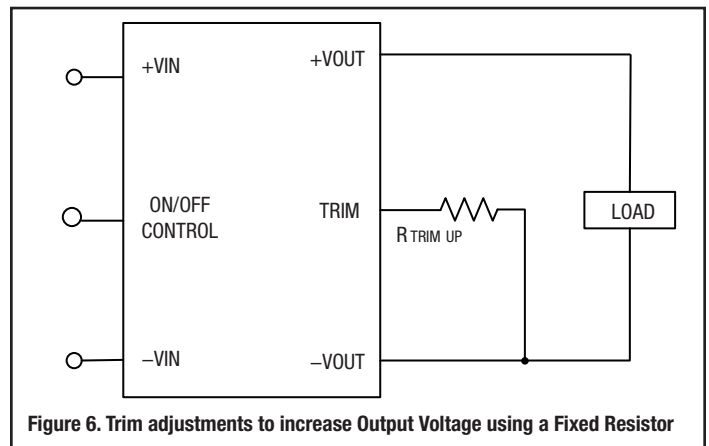 +VIN
+VOUT
ON/OFF
CONTROL
TRIM
R TRIM UP
LOAD
−VIN
−VOUT
Figure 6. Trim adjustments to increase Output Voltage using a Fixed Resistor